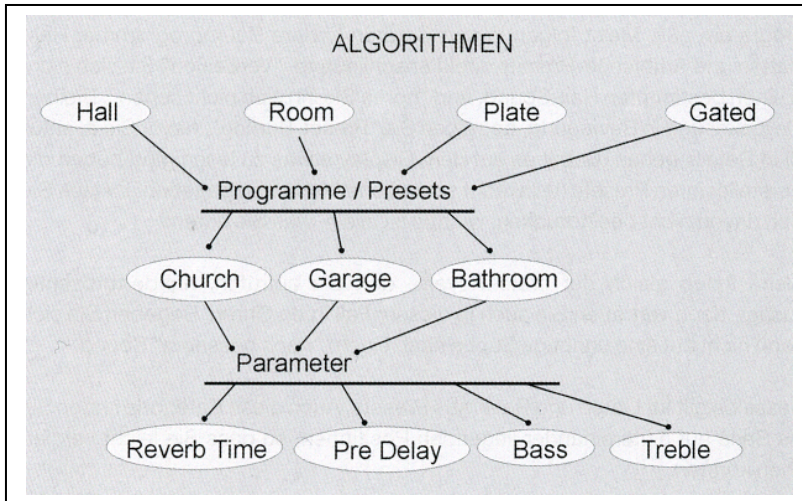 ALGORITHMEN
Hall Room Plate Gated
Programme / Presets
Church Garage Bathroom
Parameter
Reverb Time Pre Delay Bass Treble